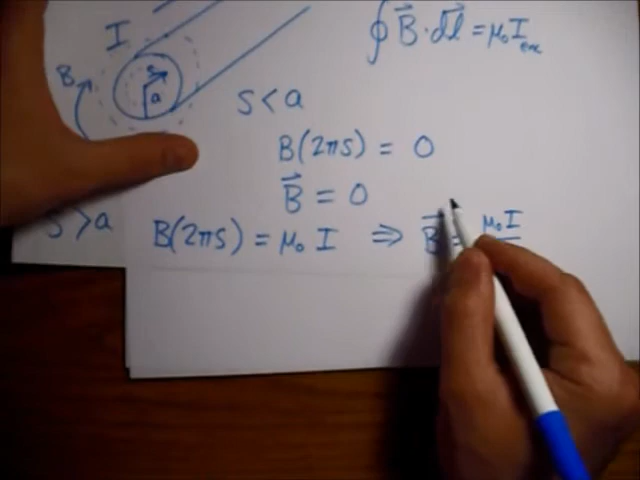 I
∮B⃗·dl⃗ = μ₀I_enc
B
s
a
s < a
B(2πs) = 0
B⃗ = 0
s > a
B(2πs) = μ₀ I ⇒ B⃗ = μ₀I